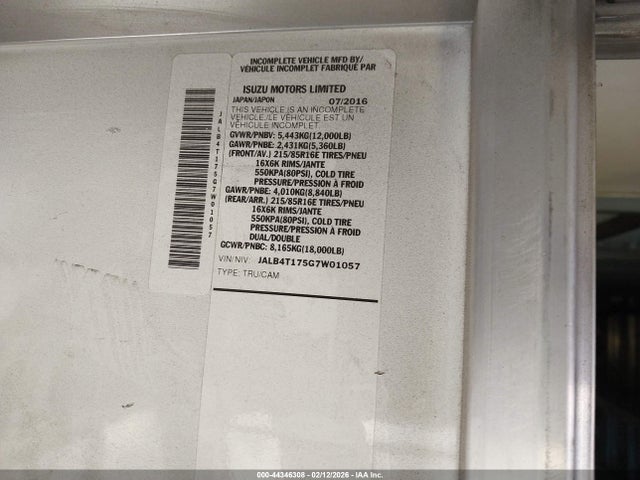 INCOMPLETE VEHICLE MFD BY/
VÉHICULE INCOMPLET FABRIQUÉ PAR
ISUZU MOTORS LIMITED
JAPAN/JAPON 07/2016
THIS VEHICLE IS AN INCOMPLETE
VEHICLE./LE VÉHICULE EST UN
VÉHICULE INCOMPLET
GVWR/PNBV: 5,443KG(12,000LB)
GAWR/PNBE: 2,431KG(5,360LB)
(FRONT/AV.) 215/85R16E TIRES/PNEU
16X6K RIMS/JANTE
550KPA(80PSI), COLD TIRE
PRESSURE/PRESSION À FROID
GAWR/PNBE: 4,010KG(8,840LB)
(REAR/ARR.) 215/85R16E TIRES/PNEU
16X6K RIMS/JANTE
550KPA(80PSI), COLD TIRE
PRESSURE/PRESSION À FROID
DUAL/DOUBLE
GCWR/PNBC: 8,165KG(18,000LB)
VIN/NIV: JALB4T175G7W01057
TYPE: TRU/CAM
JALB4T175G7W01057
000-44346308 - 02/12/2026 - IAA Inc.